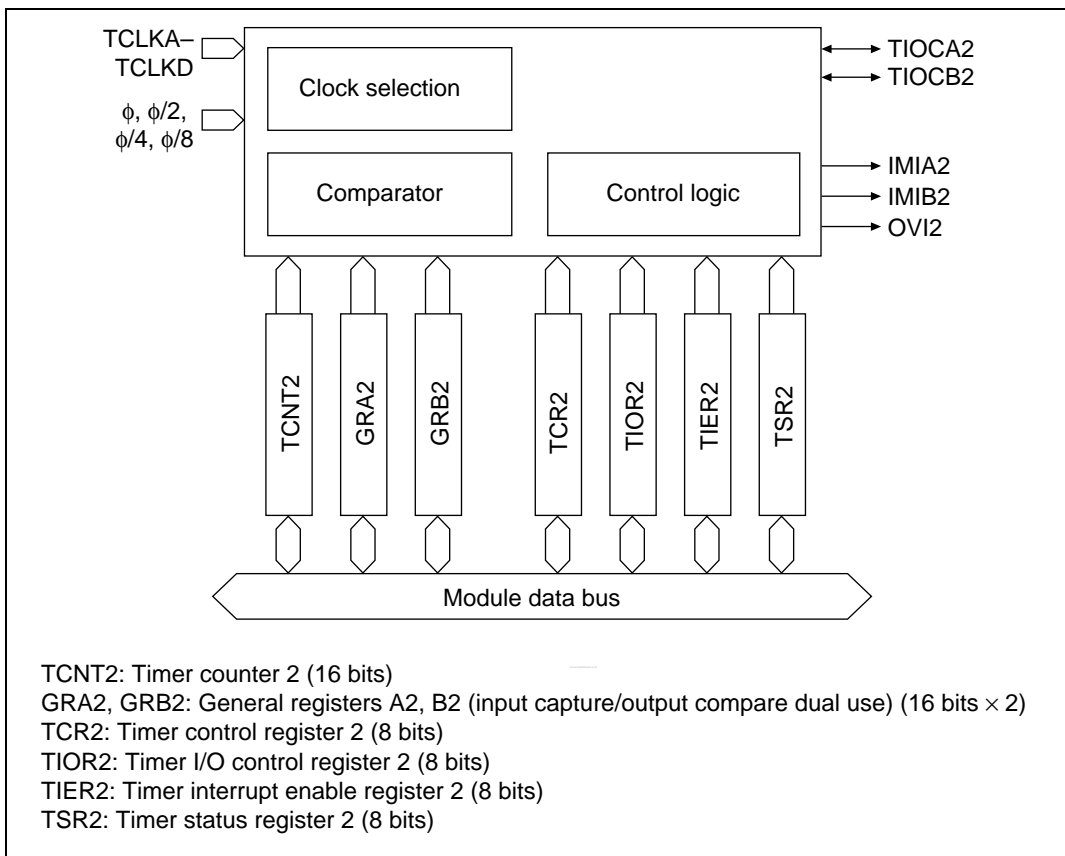 TCLKA–
TCLKD
ϕ, ϕ/2,
ϕ/4, ϕ/8
Clock selection
Comparator
Control logic
TIOCA2
TIOCB2
IMIA2
IMIB2
OVI2
TCNT2
GRA2
GRB2
TCR2
TIOR2
TIER2
TSR2
Module data bus
TCNT2: Timer counter 2 (16 bits)
GRA2, GRB2: General registers A2, B2 (input capture/output compare dual use) (16 bits × 2)
TCR2: Timer control register 2 (8 bits)
TIOR2: Timer I/O control register 2 (8 bits)
TIER2: Timer interrupt enable register 2 (8 bits)
TSR2: Timer status register 2 (8 bits)